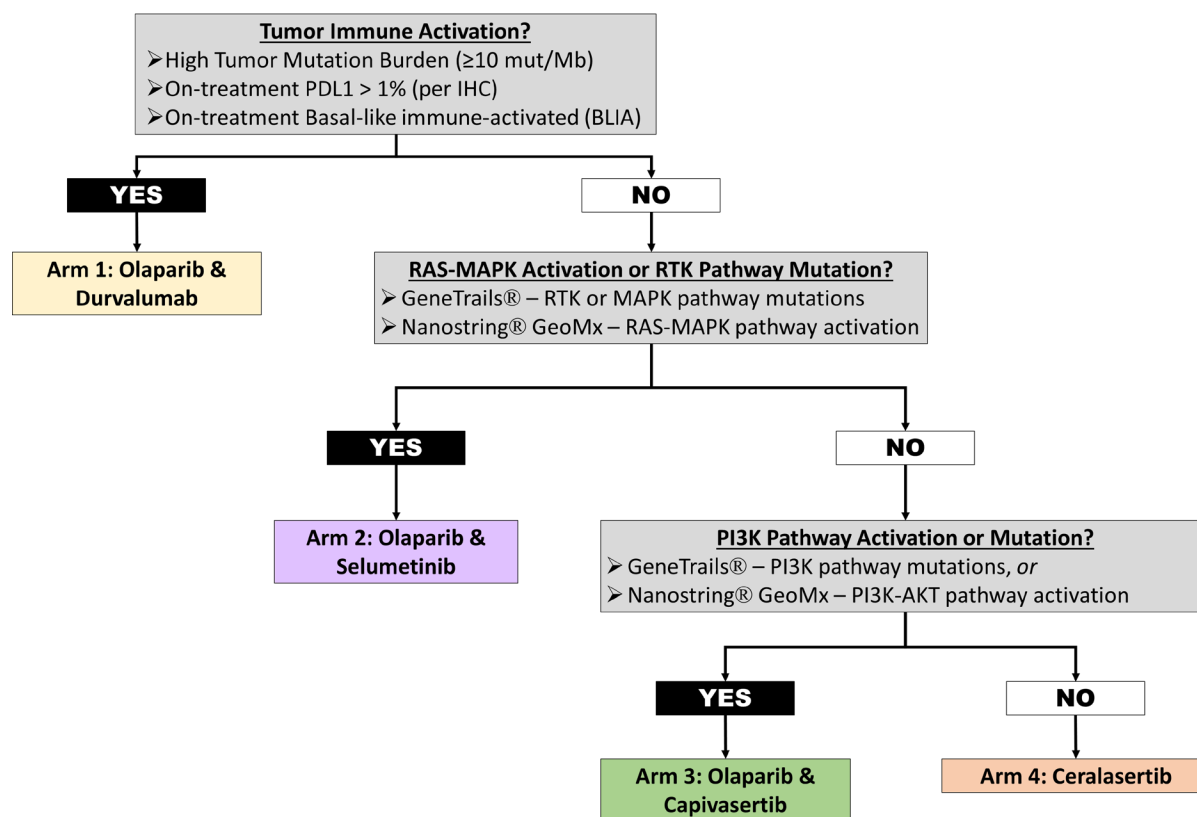 Tumor Immune Activation?
➢High Tumor Mutation Burden (≥10 mut/Mb)
➢On-treatment PDL1 > 1% (per IHC)
➢On-treatment Basal-like immune-activated (BLIA)
YES
NO
Arm 1: Olaparib &
Durvalumab
RAS-MAPK Activation or RTK Pathway Mutation?
➢GeneTrails® – RTK or MAPK pathway mutations
➢Nanostring® GeoMx – RAS-MAPK pathway activation
YES
NO
Arm 2: Olaparib &
Selumetinib
PI3K Pathway Activation or Mutation?
➢ GeneTrails® – PI3K pathway mutations, or
➢ Nanostring® GeoMx – PI3K-AKT pathway activation
YES
NO
Arm 3: Olaparib &
Capivasertib
Arm 4: Ceralasertib